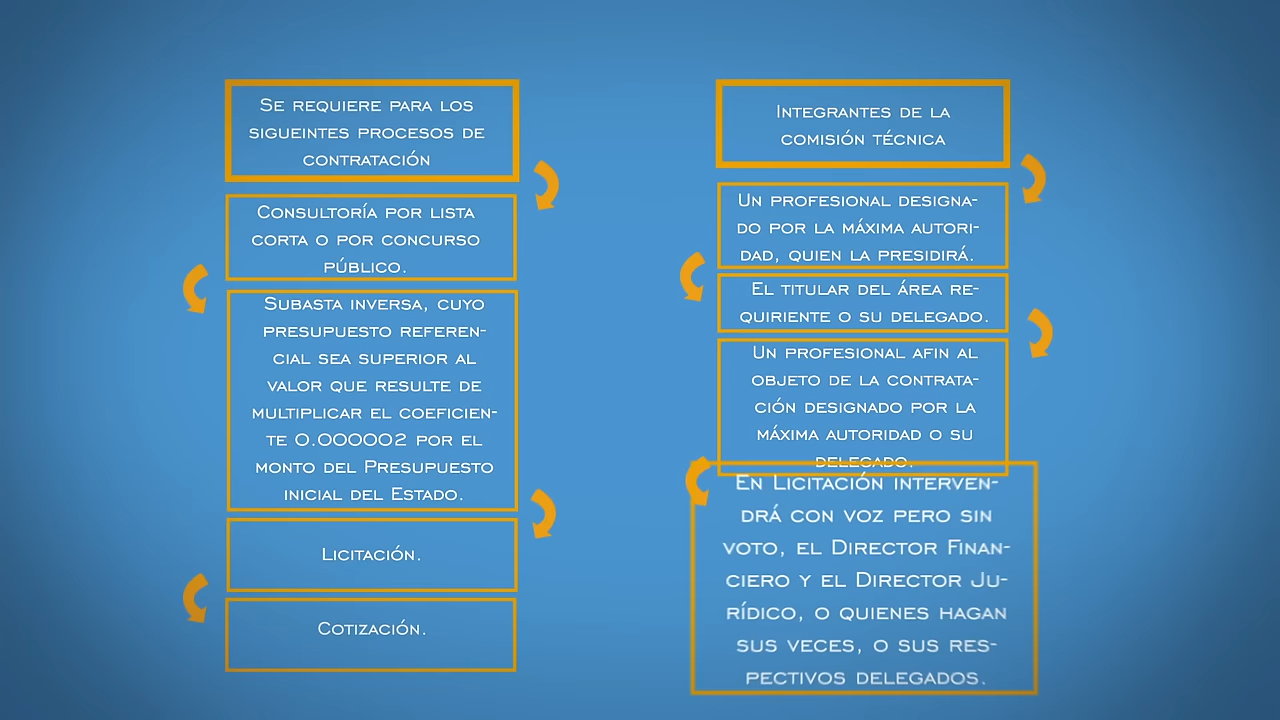 Se requiere para los
sigueintes procesos de
contratación
Consultoría por lista
corta o por concurso
público.
Subasta inversa, cuyo
presupuesto referen-
cial sea superior al
valor que resulte de
multiplicar el coeficien-
te 0.000002 por el
monto del Presupuesto
inicial del Estado.
Licitación.
Cotización.
Integrantes de la
comisión técnica
Un profesional designa-
do por la máxima autori-
dad, quien la presidirá.
El titular del área re-
quiriente o su delegado.
Un profesional afin al
objeto de la contrata-
ción designado por la
máxima autoridad o su
delegado.
En Licitación interven-
drá con voz pero sin
voto, el Director Finan-
ciero y el Director Ju-
rídico, o quienes hagan
sus veces, o sus res-
pectivos delegados.